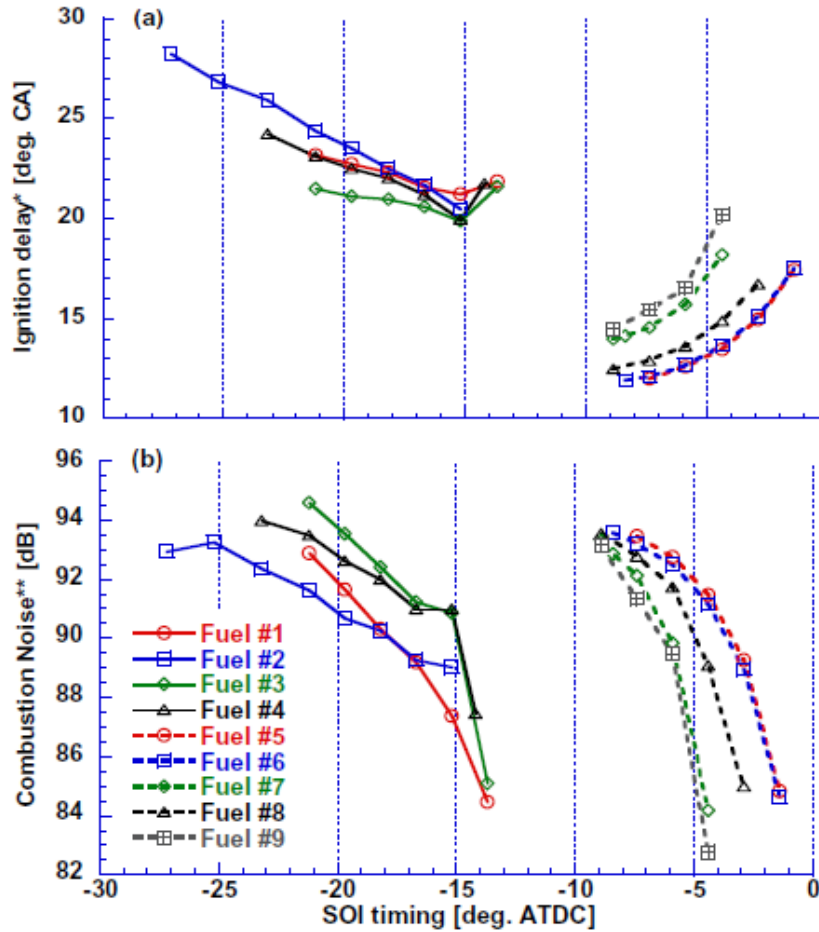 (a)
30
25
20
15
10
Ignition delay* [deg. CA]
(b)
96
94
92
90
88
86
84
82
Combustion Noise** [dB]
Fuel #1
Fuel #2
Fuel #3
Fuel #4
Fuel #5
Fuel #6
Fuel #7
Fuel #8
Fuel #9
-30 -25 -20 -15 -10 -5 0
SOI timing [deg. ATDC]